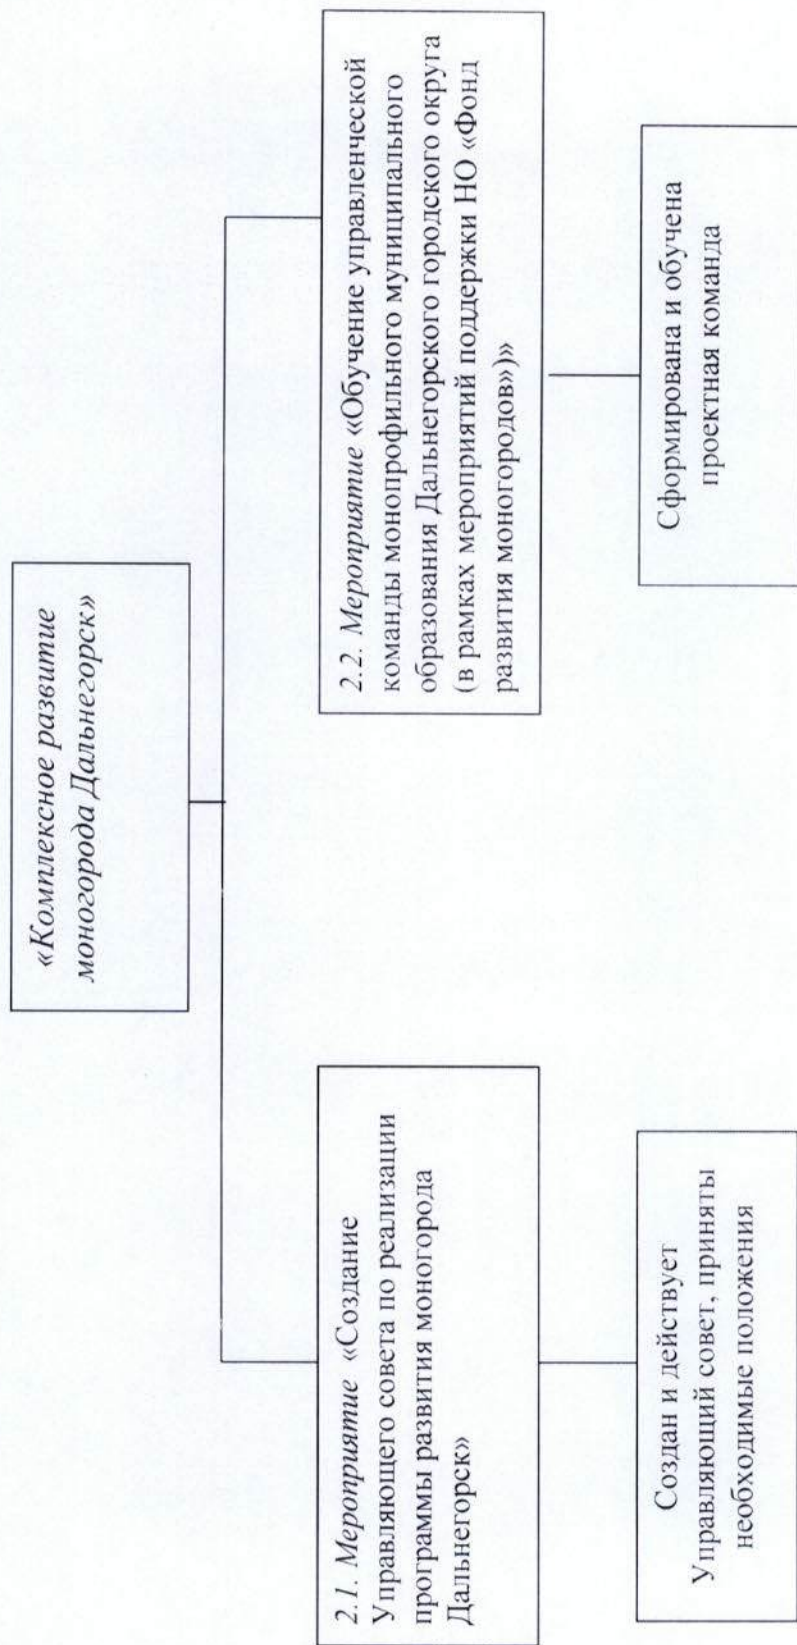 «Комплексное развитие
моногорода Дальнегорск»
2.1. Мероприятие «Создание
Управляющего совета по реализации
программы развития моногорода
Дальнегорск»
2.2. Мероприятие «Обучение управленческой
команды монопрофильного муниципального
образования Дальнегорского городского округа
(в рамках мероприятий поддержки НО «Фонд
развития моногородов»)»
Создан и действует
Управляющий совет, приняты
необходимые положения
Сформирована и обучена
проектная команда